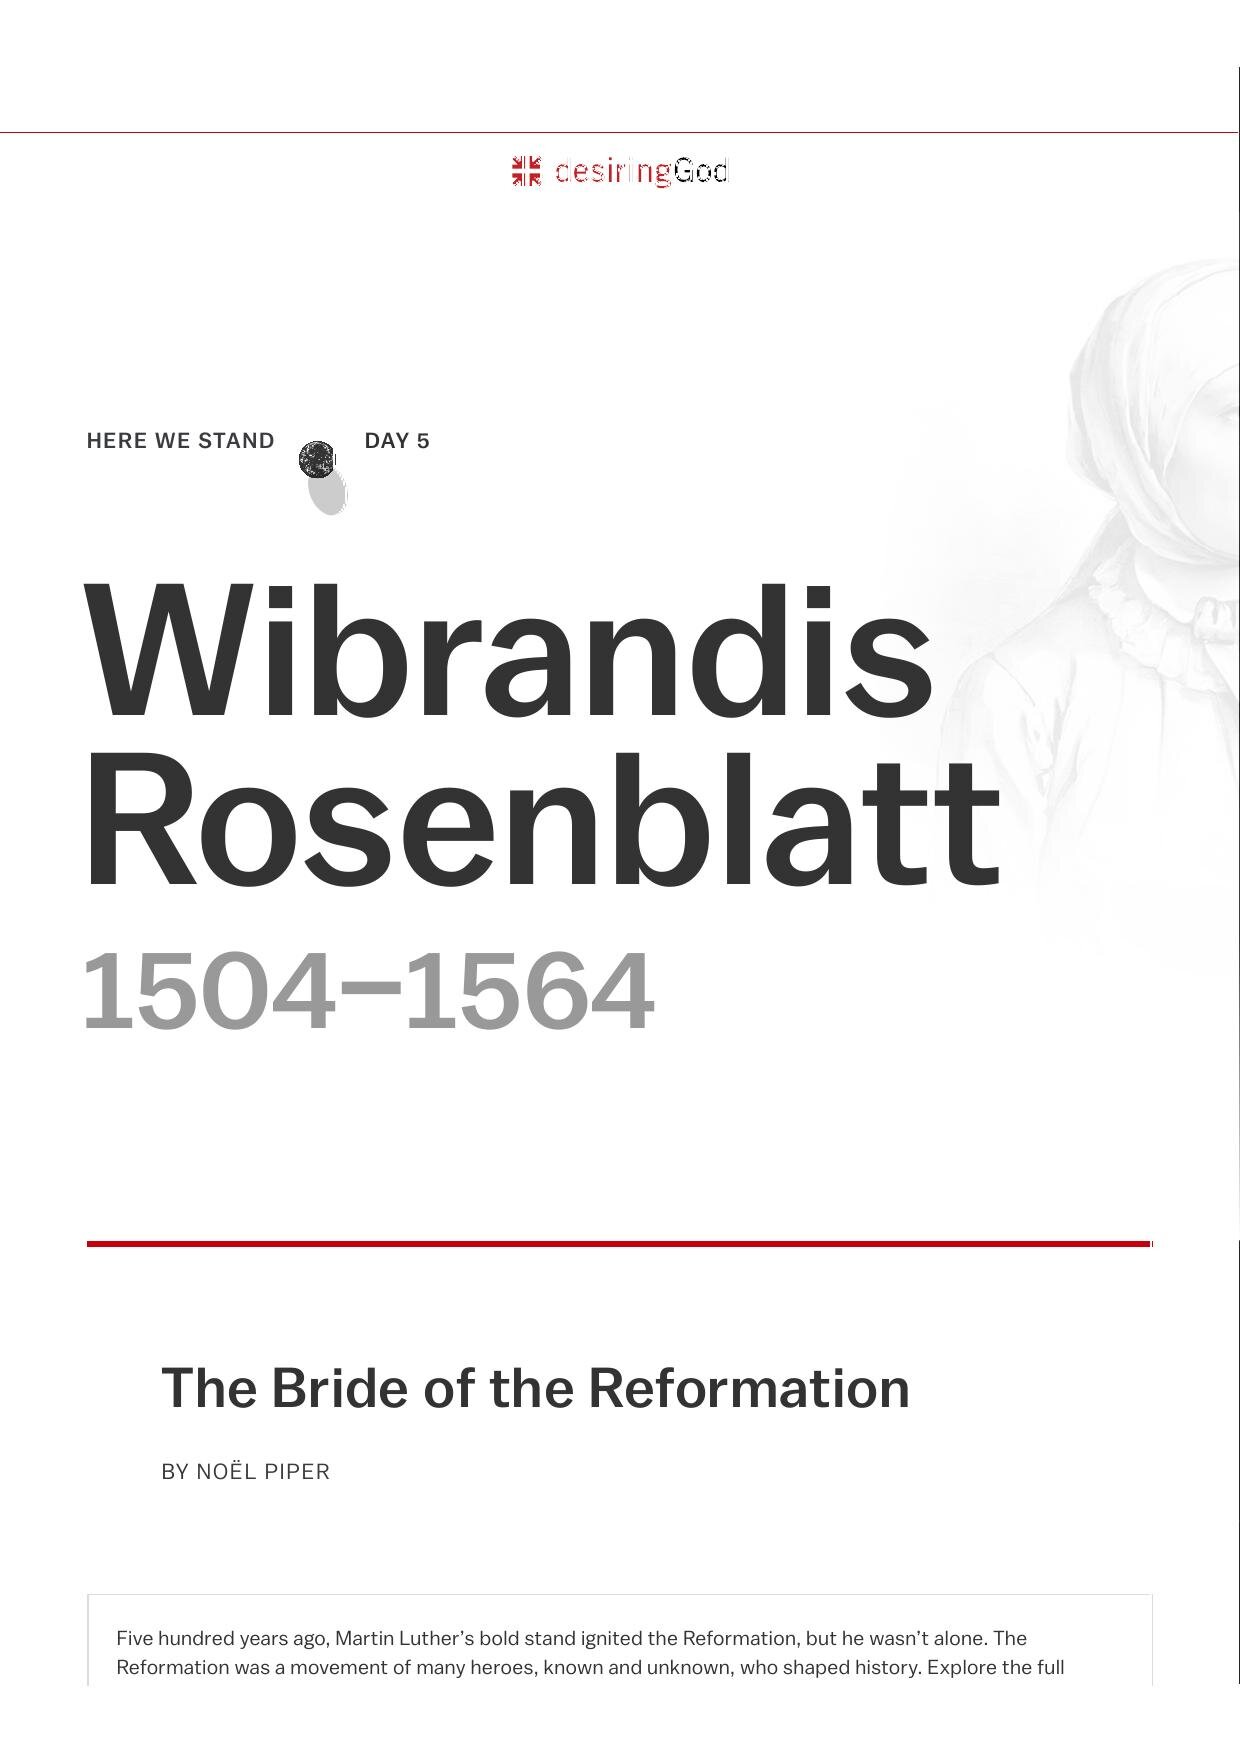 desiringGod
HERE WE STAND DAY 5
Wibrandis
Rosenblatt
1504–1564
The Bride of the Reformation
BY NOËL PIPER
Five hundred years ago, Martin Luther’s bold stand ignited the Reformation, but he wasn’t alone. The
Reformation was a movement of many heroes, known and unknown, who shaped history. Explore the full